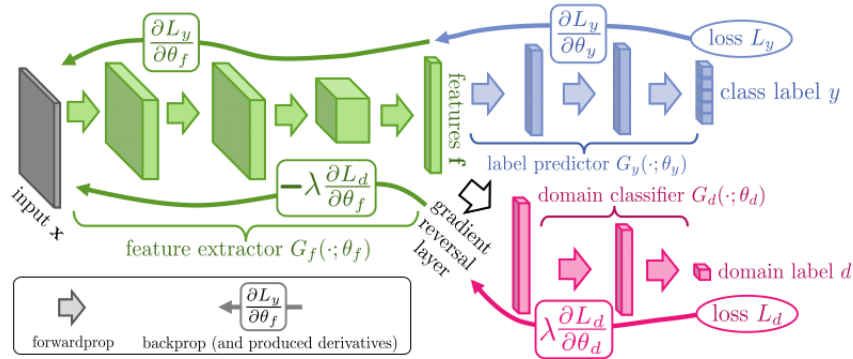 ∂L_y/∂θ_f
∂L_y/∂θ_y
loss L_y
features f
class label y
label predictor G_y(·;θ_y)
input x
−λ ∂L_d/∂θ_f
feature extractor G_f(·;θ_f)
gradient
reversal
layer
domain classifier G_d(·;θ_d)
domain label d
λ ∂L_d/∂θ_d
loss L_d
∂L_y/∂θ_f
forwardprop
backprop (and produced derivatives)